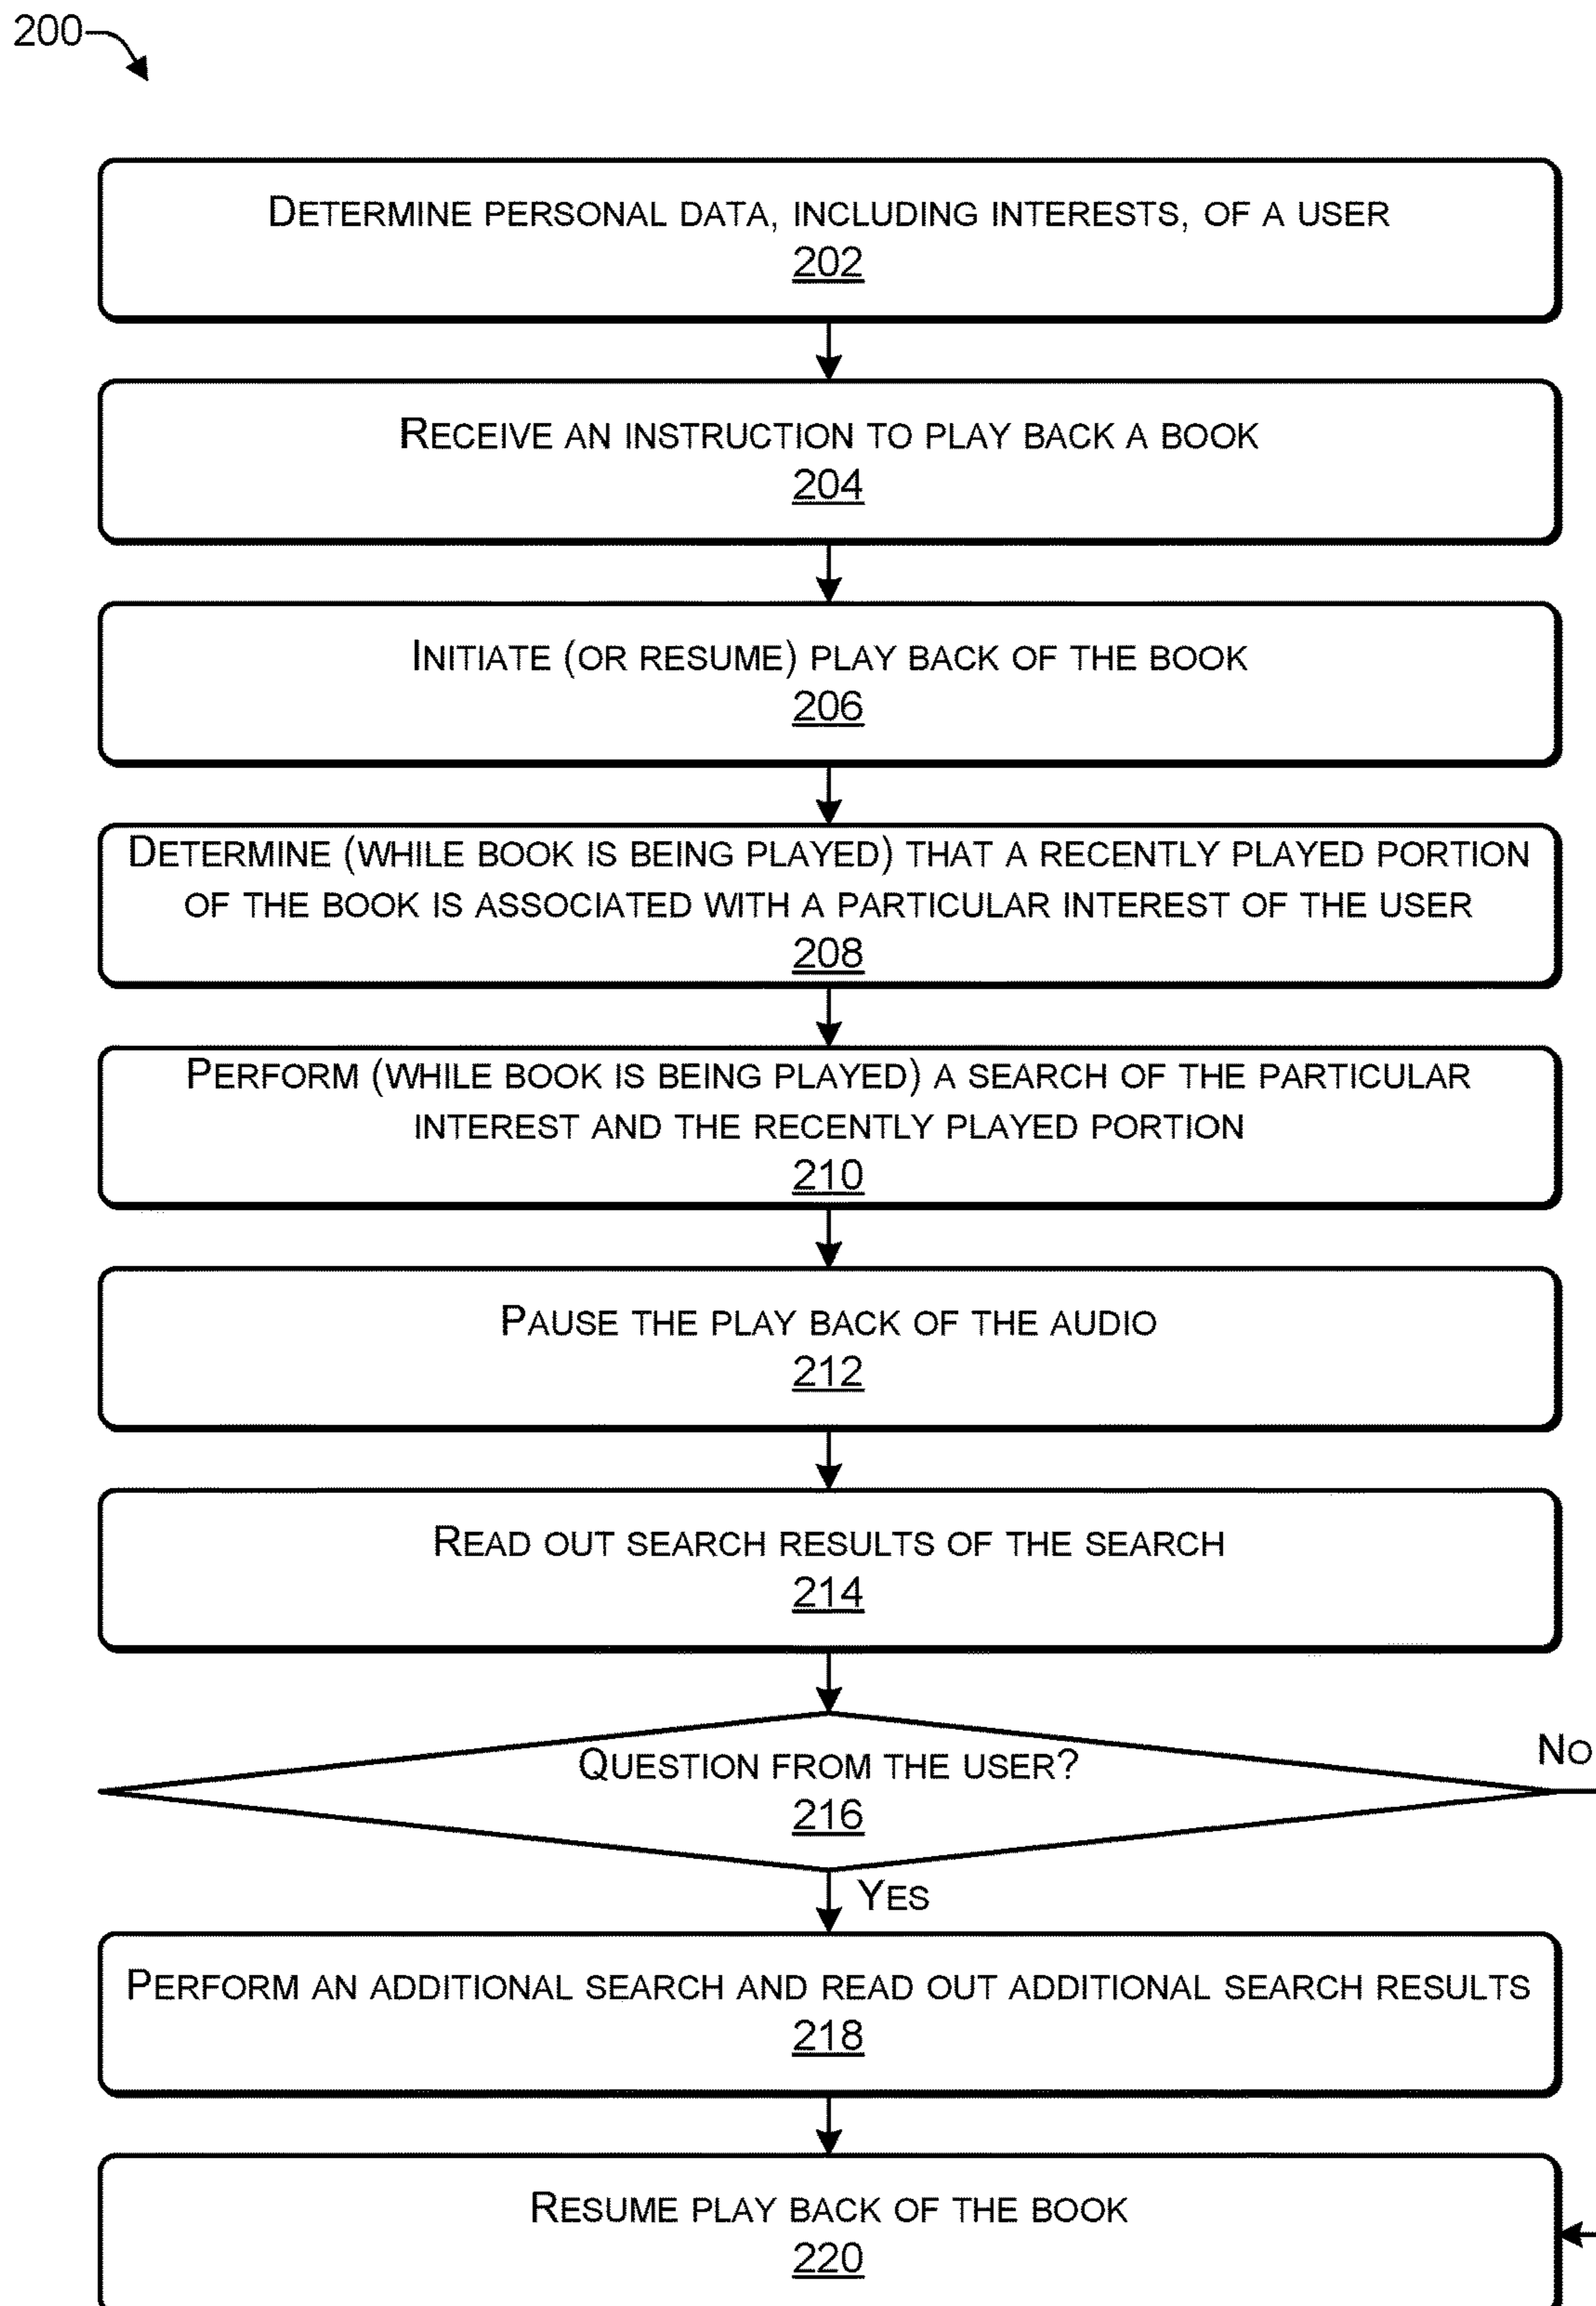 200
DETERMINE PERSONAL DATA, INCLUDING INTERESTS, OF A USER
202
RECEIVE AN INSTRUCTION TO PLAY BACK A BOOK
204
INITIATE (OR RESUME) PLAY BACK OF THE BOOK
206
DETERMINE (WHILE BOOK IS BEING PLAYED) THAT A RECENTLY PLAYED PORTION
OF THE BOOK IS ASSOCIATED WITH A PARTICULAR INTEREST OF THE USER
208
PERFORM (WHILE BOOK IS BEING PLAYED) A SEARCH OF THE PARTICULAR
INTEREST AND THE RECENTLY PLAYED PORTION
210
PAUSE THE PLAY BACK OF THE AUDIO
212
READ OUT SEARCH RESULTS OF THE SEARCH
214
NO
QUESTION FROM THE USER?
216
YES
PERFORM AN ADDITIONAL SEARCH AND READ OUT ADDITIONAL SEARCH RESULTS
218
RESUME PLAY BACK OF THE BOOK
220